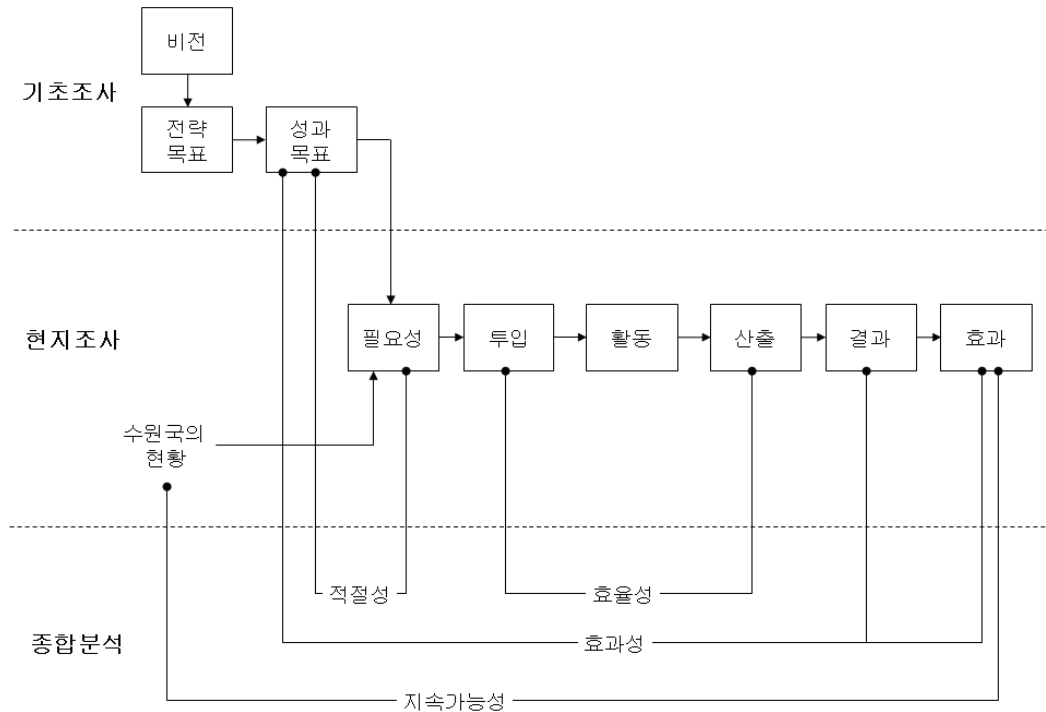 비전
기초조사
전략
목표
성과
목표
현지조사
필요성
투입
활동
산출
결과
효과
수원국의
현황
적절성
효율성
종합분석
효과성
지속가능성